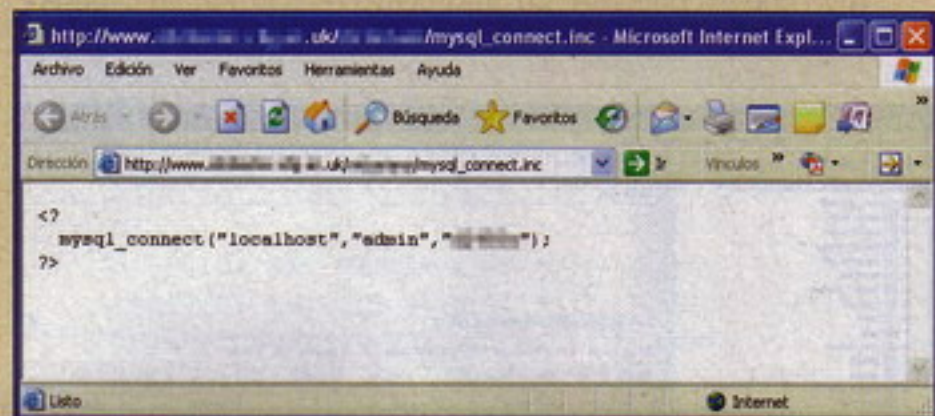 http://www. .uk/ /mysql_connect.inc - Microsoft Internet Expl...
Archivo Edición Ver Favoritos Herramientas Ayuda
Atrás Búsqueda Favoritos »
Dirección http://www. .uk/ /mysql_connect.inc Ir Vínculos »
<?
mysql_connect("localhost","admin"," ");
?>
Listo Internet